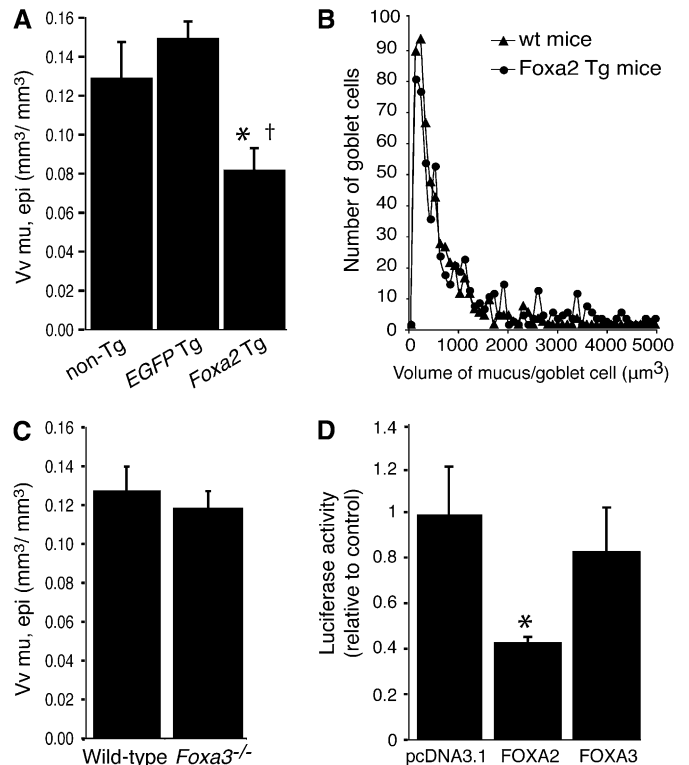 A
Vv mu, epi (mm³/ mm³)
0.16
0.14
0.12
0.10
0.08
0.06
0.04
0.02
0.00
* †
non-Tg
EGFP Tg
Foxa2 Tg
B
wt mice
Foxa2 Tg mice
Number of goblet cells
100
90
80
70
60
50
40
30
20
10
0
0 1000 2000 3000 4000 5000
Volume of mucus/goblet cell (μm³)
C
Vv mu, epi (mm³/ mm³)
0.16
0.14
0.12
0.10
0.08
0.06
0.04
0.02
0.00
Wild-type Foxa3-/-
D
Luciferase activity
(relative to control)
1.4
1.2
1
0.8
0.6
0.4
0.2
0
*
pcDNA3.1 FOXA2 FOXA3